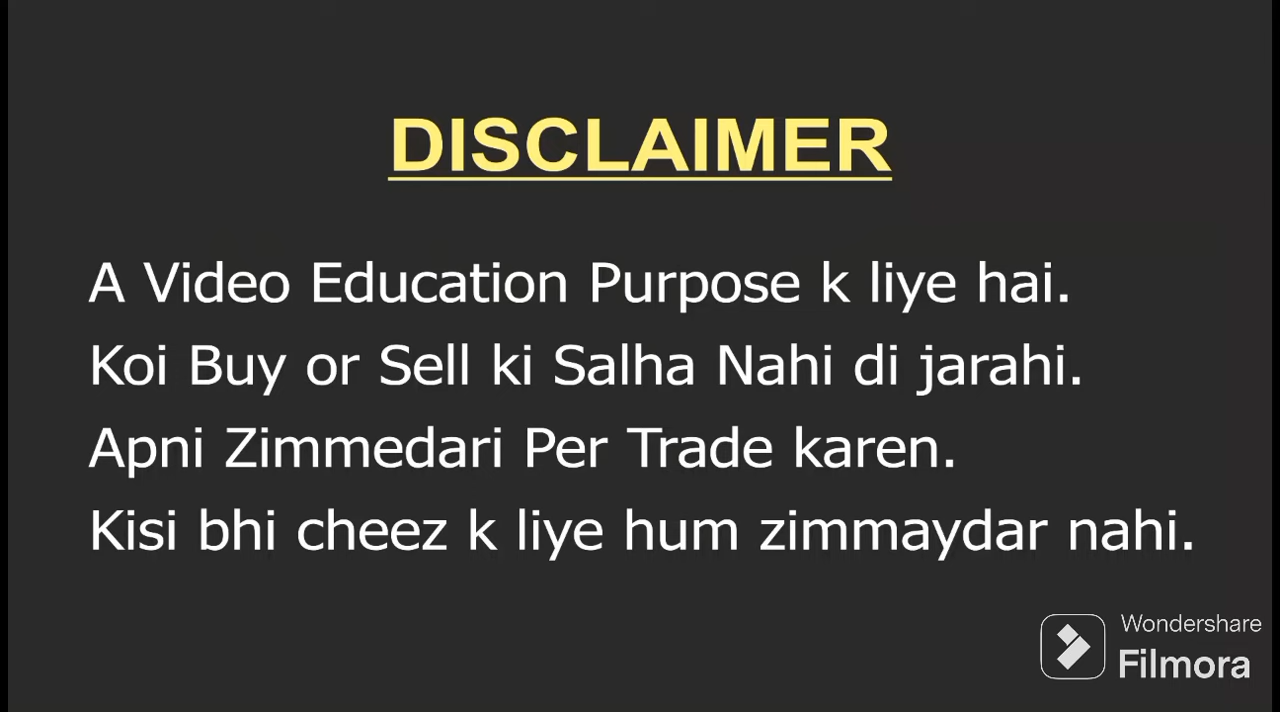 DISCLAIMER
A Video Education Purpose k liye hai.
Koi Buy or Sell ki Salha Nahi di jarahi.
Apni Zimmedari Per Trade karen.
Kisi bhi cheez k liye hum zimmaydar nahi.
Wondershare
Filmora